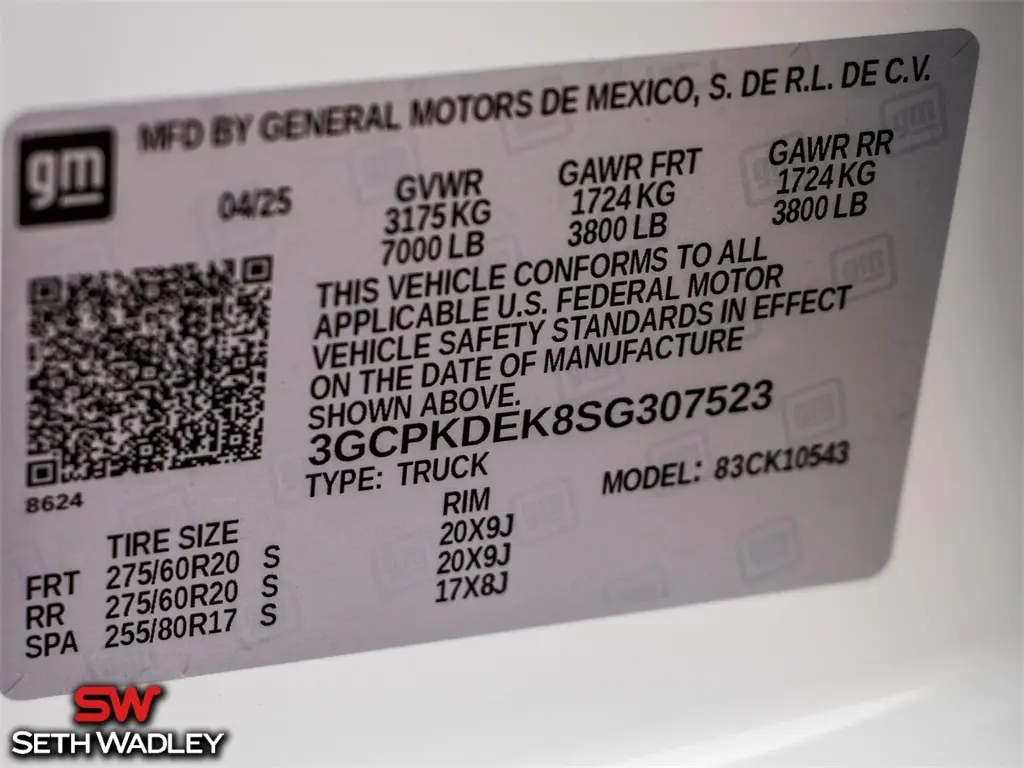 gm
MFD BY GENERAL MOTORS DE MEXICO, S. DE R.L. DE C.V.
04/25
GVWR
3175 KG
7000 LB
GAWR FRT
1724 KG
3800 LB
GAWR RR
1724 KG
3800 LB
THIS VEHICLE CONFORMS TO ALL
APPLICABLE U.S. FEDERAL MOTOR
VEHICLE SAFETY STANDARDS IN EFFECT
ON THE DATE OF MANUFACTURE
SHOWN ABOVE.
3GCPKDEK8SG307523
TYPE: TRUCK
MODEL: 83CK10543
8624
TIRE SIZE
RIM
FRT 275/60R20 S 20X9J
RR 275/60R20 S 20X9J
SPA 255/80R17 S 17X8J
SW
SETH WADLEY